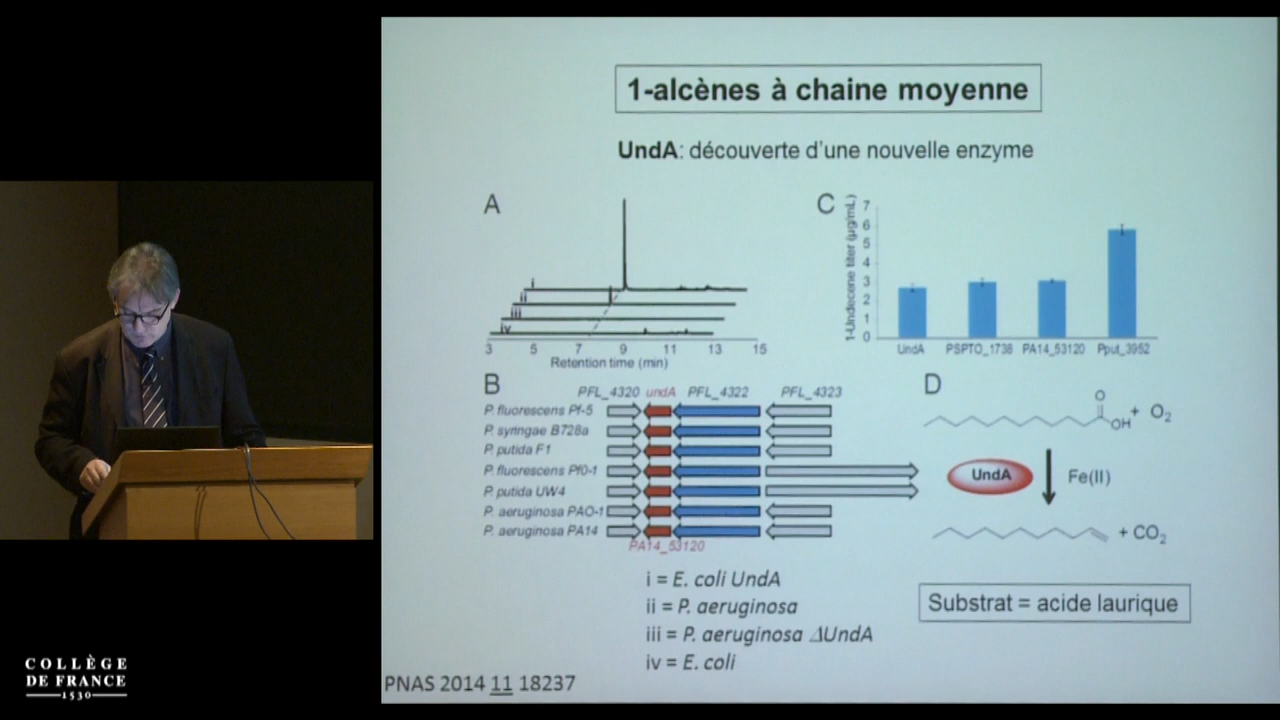 1-alcènes à chaine moyenne
UndA: découverte d'une nouvelle enzyme
A
i
ii
iii
iv
3 5 7 9 11 13 15
Retention time (min)
C
1-Undecene titer (µg/mL)
7
6
5
4
3
2
1
0
UndA PSPTO_1738 PA14_53120 Pput_3952
B
PFL_4320 undA PFL_4322 PFL_4323
P. fluorescens Pf-5
P. syringae B728a
P. putida F1
P. fluorescens Pf0-1
P. putida UW4
P. aeruginosa PAO-1
P. aeruginosa PA14
PA14_53120
D
O
OH + O2
UndA Fe(II)
+ CO2
i = E. coli UndA
ii = P. aeruginosa
iii = P. aeruginosa ΔUndA
iv = E. coli
Substrat = acide laurique
PNAS 2014 11 18237
COLLÈGE
DE FRANCE
1530